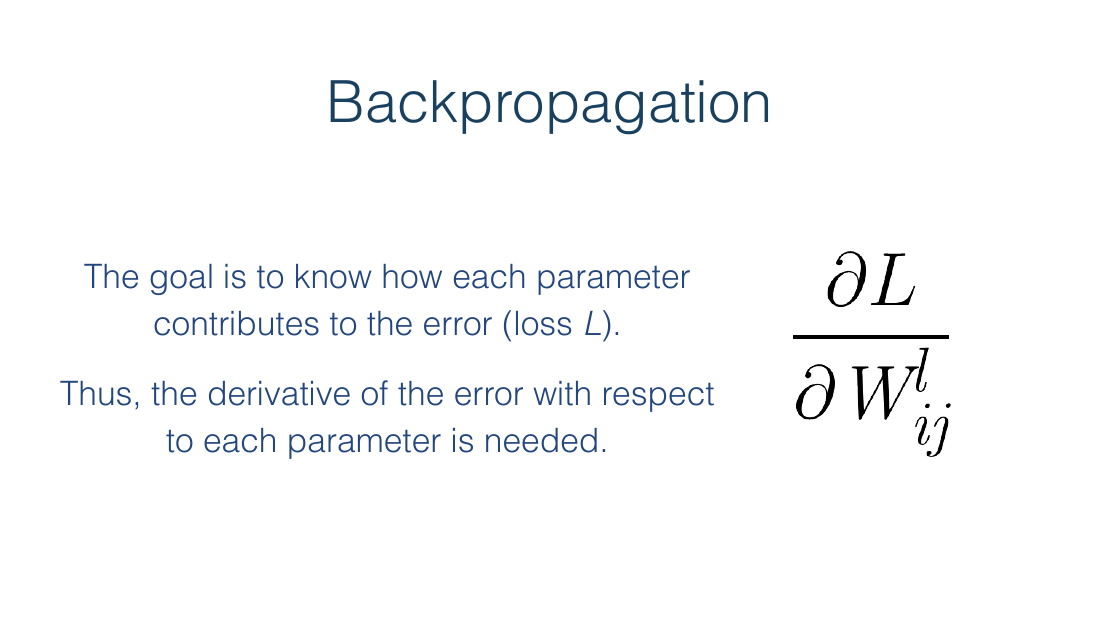 Backpropagation
The goal is to know how each parameter
contributes to the error (loss L).
Thus, the derivative of the error with respect
to each parameter is needed.
∂L
∂W^l_ij